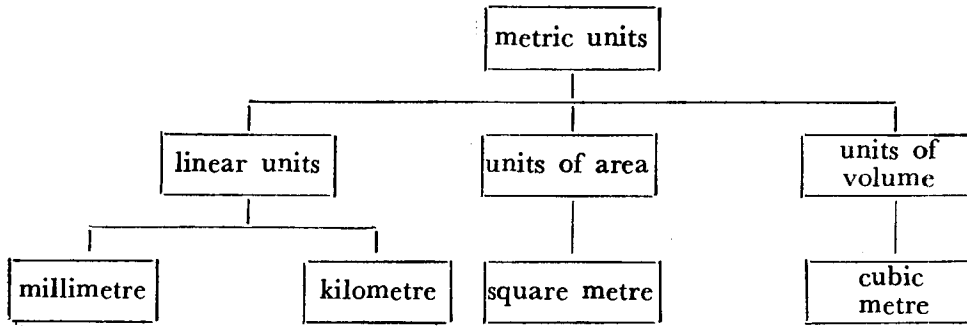 metric units
linear units
units of area
units of
volume
millimetre
kilometre
square metre
cubic
metre